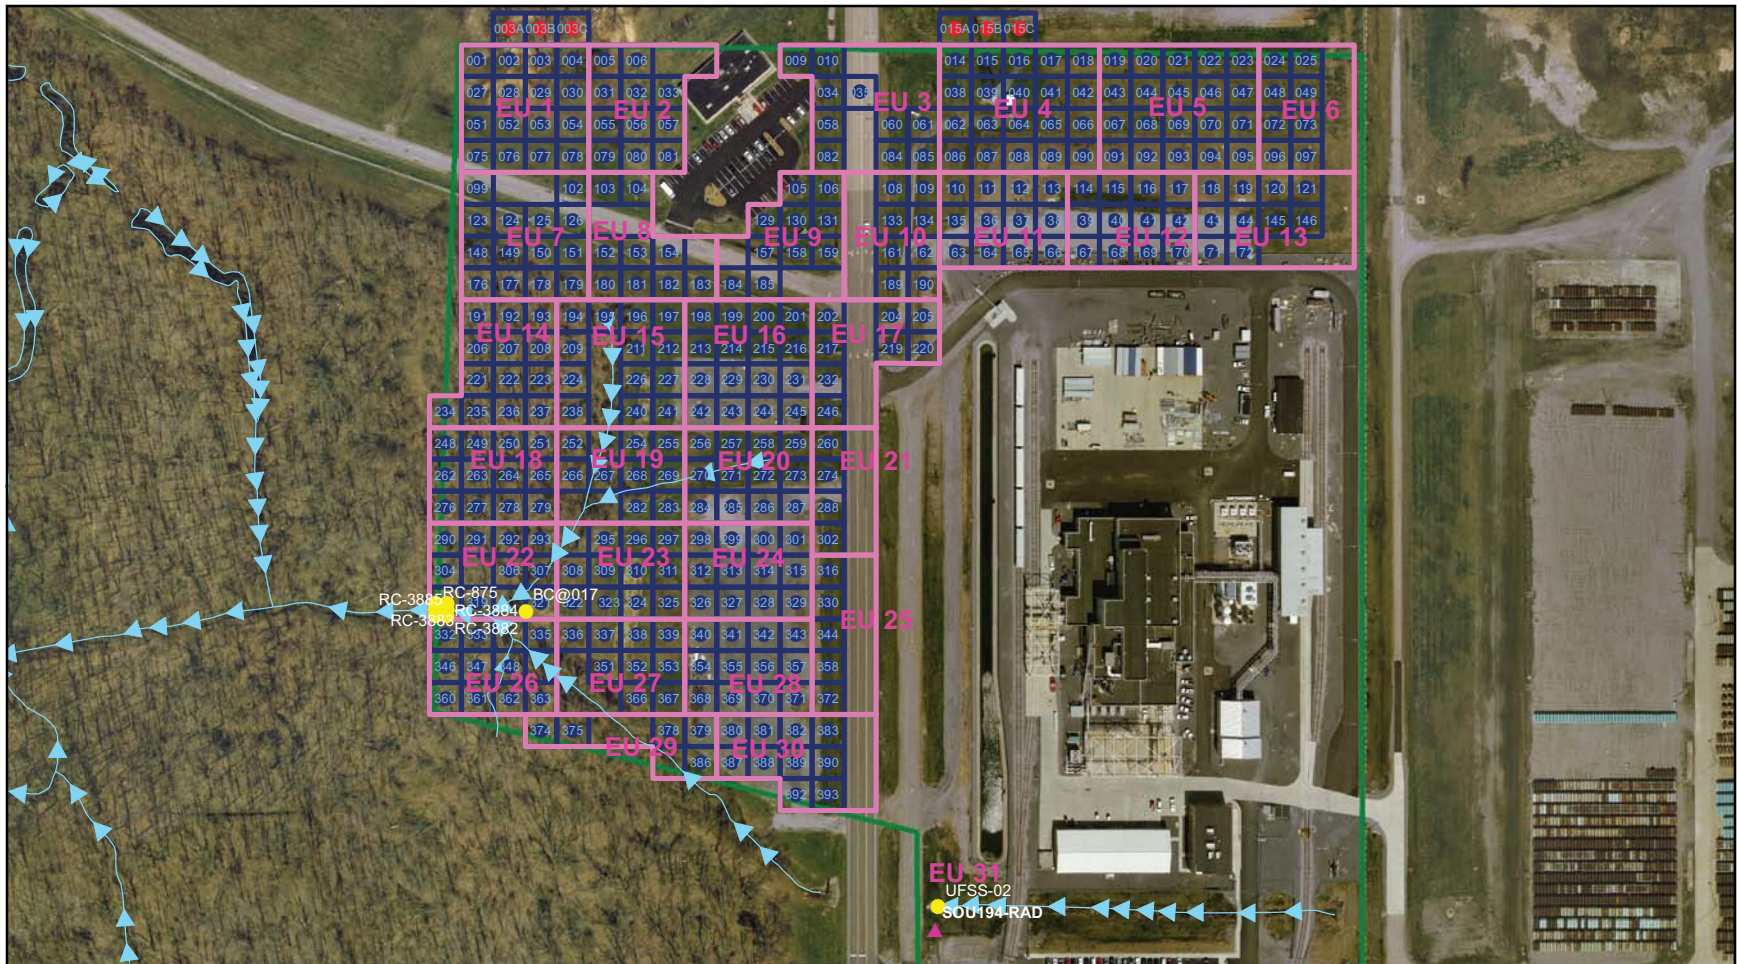 003A 003B 003C 015A 015B 015C
001 002 003 004 005 006 009 010 014 015 016 017 018 019 020 021 022 023 024 025
027 028 029 030 031 032 033 034 035 038 039 040 041 042 043 044 045 046 047 048 049
EU 1 EU 2 EU 3 EU 4 EU 5 EU 6
051 052 053 054 055 056 057 058 060 061 062 063 064 065 066 067 068 069 070 071 072 073
075 076 077 078 079 080 081 082 084 085 086 087 088 089 090 091 092 093 094 095 096 097
099 102 103 104 105 106 108 109 110 111 112 113 114 115 116 117 118 119 120 121
123 124 125 126 129 130 131 133 134 135 136 137 138 139 140 141 142 143 144 145 146
EU 7 EU 8 EU 9 EU 10 EU 11 EU 12 EU 13
148 149 150 151 152 153 154 157 158 159 161 162 163 164 165 166 167 168 169 170 171 172
176 177 178 179 180 181 182 183 184 185 189 190
191 192 193 194 195 196 197 198 199 200 201 202 204 205
EU 14 EU 15 EU 16 EU 17
206 207 208 209 211 212 213 214 215 216 217 219 220
221 222 223 224 226 227 228 229 230 231 232
234 235 236 237 238 240 241 242 243 244 245 246
248 249 250 251 252 254 255 256 257 258 259 260
EU 18 EU 19 EU 20 EU 21
262 263 264 265 266 267 268 269 270 271 272 273 274
276 277 278 279 282 283 284 285 286 287 288
290 291 292 293 295 296 297 298 299 300 301 302
EU 22 EU 23 EU 24
304 306 307 308 309 310 311 312 313 314 315 316
RC-875 BC@017
RC-3885 RC-3884
322 323 324 325 326 327 328 329 330
RC-3883 RC-3882 EU 25
332 335 336 337 338 339 340 341 342 343 344
346 347 348 351 352 353 354 355 356 357 358
EU 26 EU 27 EU 28
360 361 362 363 366 367 368 369 370 371 372
374 375 378 379 380 381 382 383
EU 29 EU 30
386 387 388 389 390
392 393
EU 31
UFSS-02
SOU194-RAD